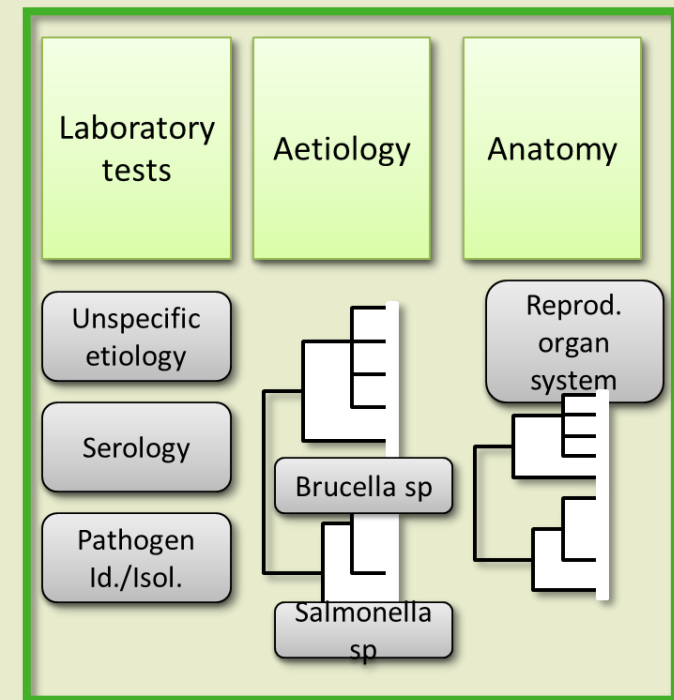 Laboratory
tests
Aetiology
Anatomy
Unspecific
etiology
Serology
Pathogen
Id./Isol.
Brucella sp
Salmonella
sp
Reprod.
organ
system